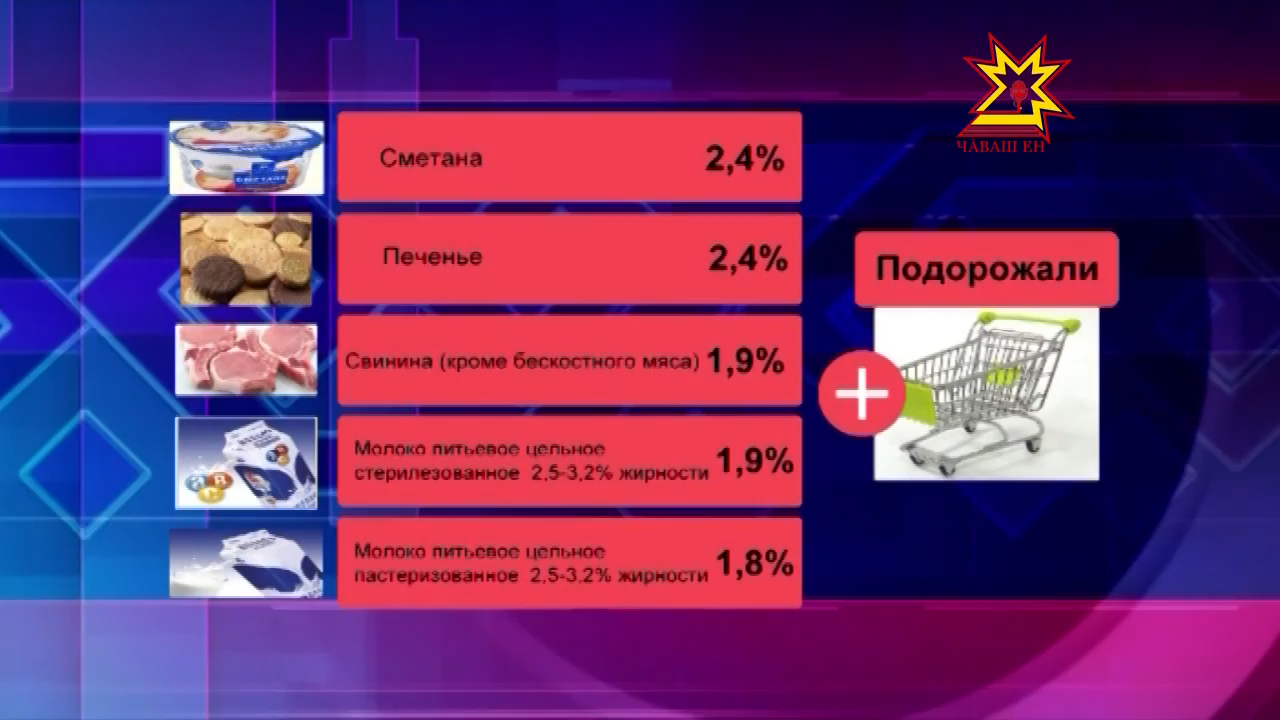 ЧĂВАШ ЕН
Сметана 2,4%
Печенье 2,4%
Подорожали
Свинина (кроме бескостного мяса) 1,9%
Молоко питьевое цельное
стерилезованное 2,5-3,2% жирности 1,9%
Молоко питьевое цельное
пастеризованное 2,5-3,2% жирности 1,8%